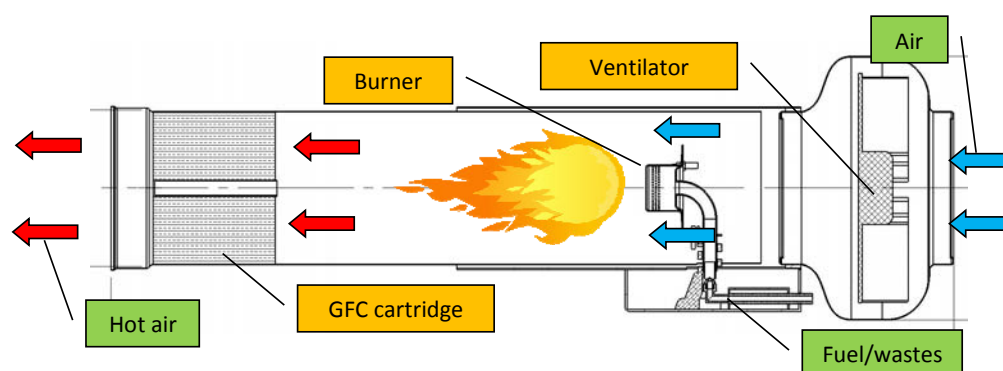 Air
Ventilator
Burner
GFC cartridge
Hot air
Fuel/wastes